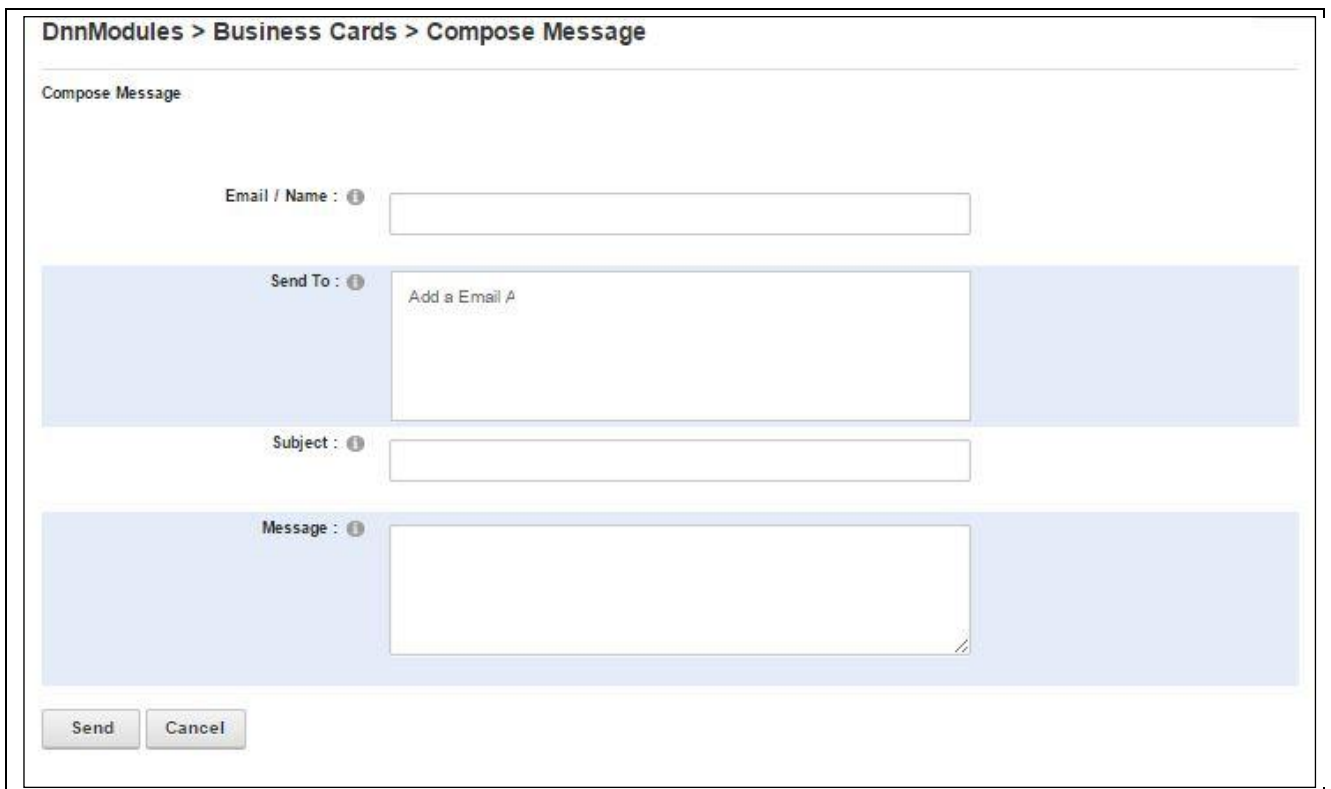 DnnModules > Business Cards > Compose Message
Compose Message
Email / Name :
Send To :
Add a Email A
Subject :
Message :
Send Cancel